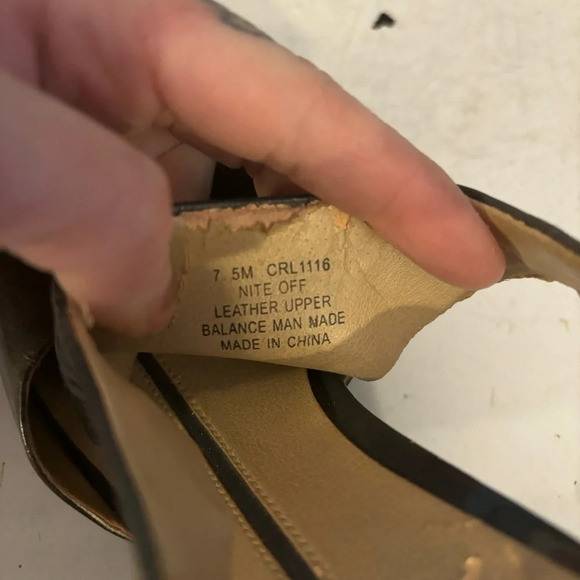 7 5M CRL1116
NITE OFF
LEATHER UPPER
BALANCE MAN MADE
MADE IN CHINA